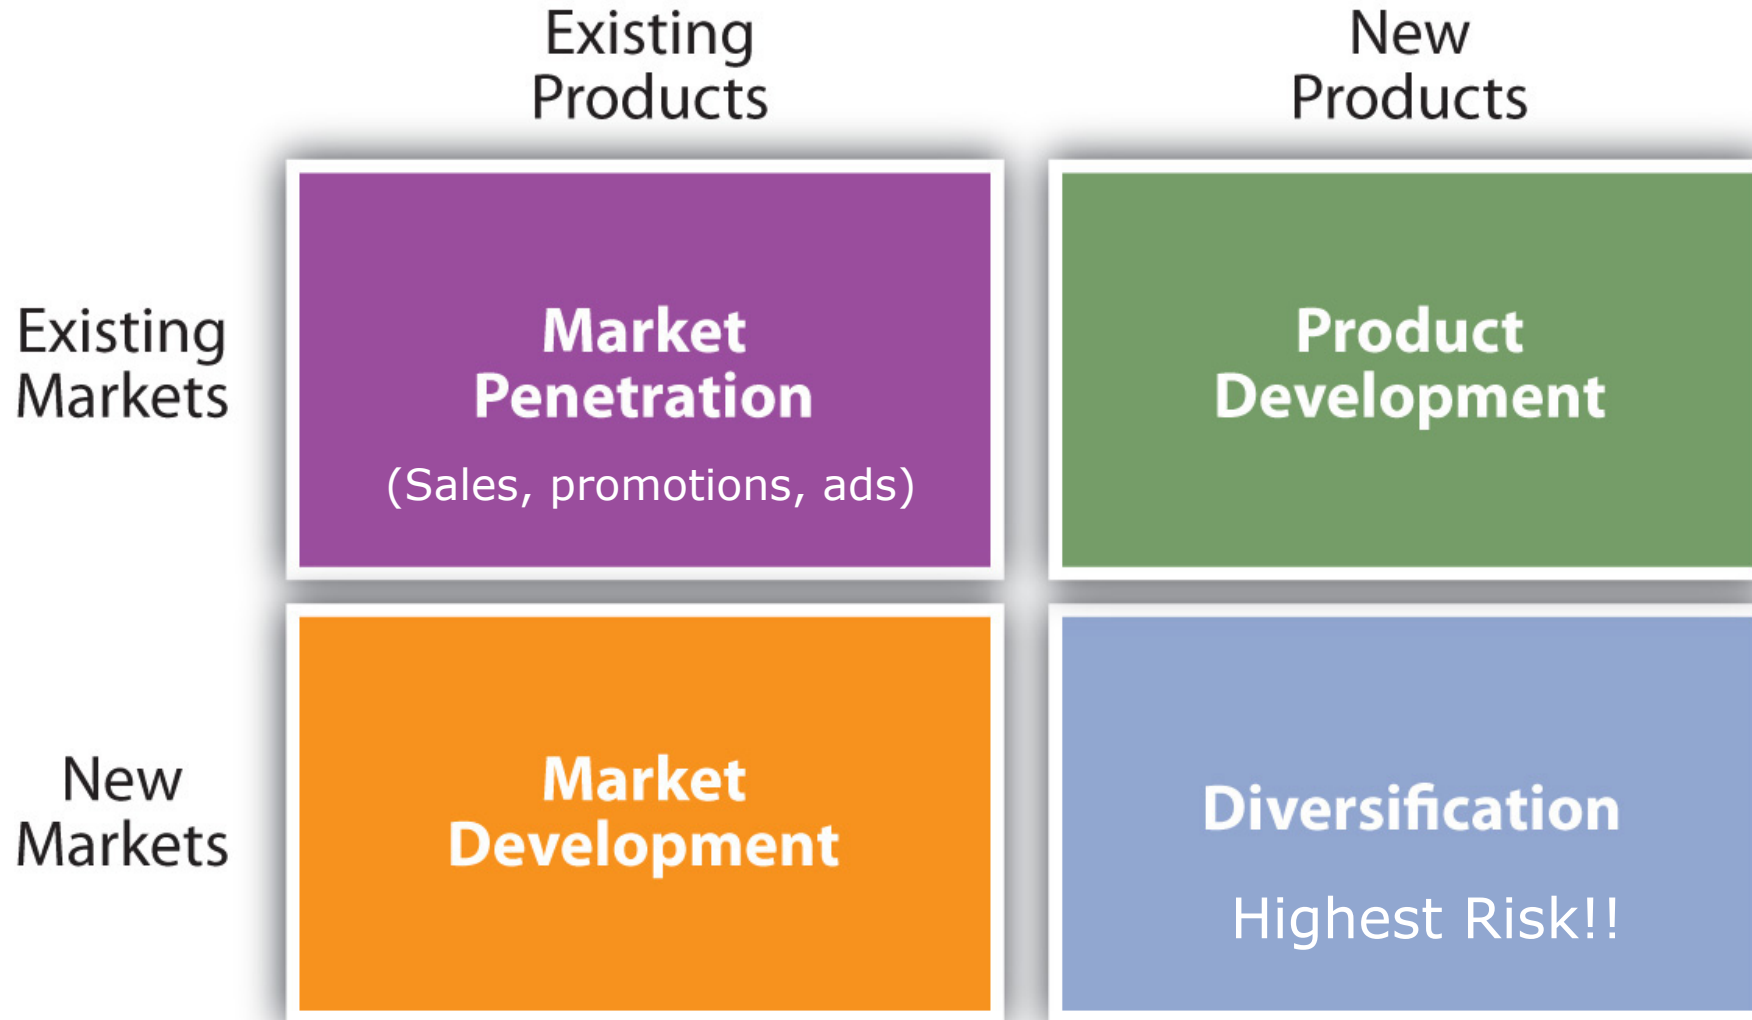 Existing
Products
New
Products
Existing
Markets
Market
Penetration
(Sales, promotions, ads)
Product
Development
New
Markets
Market
Development
Diversification
Highest Risk!!